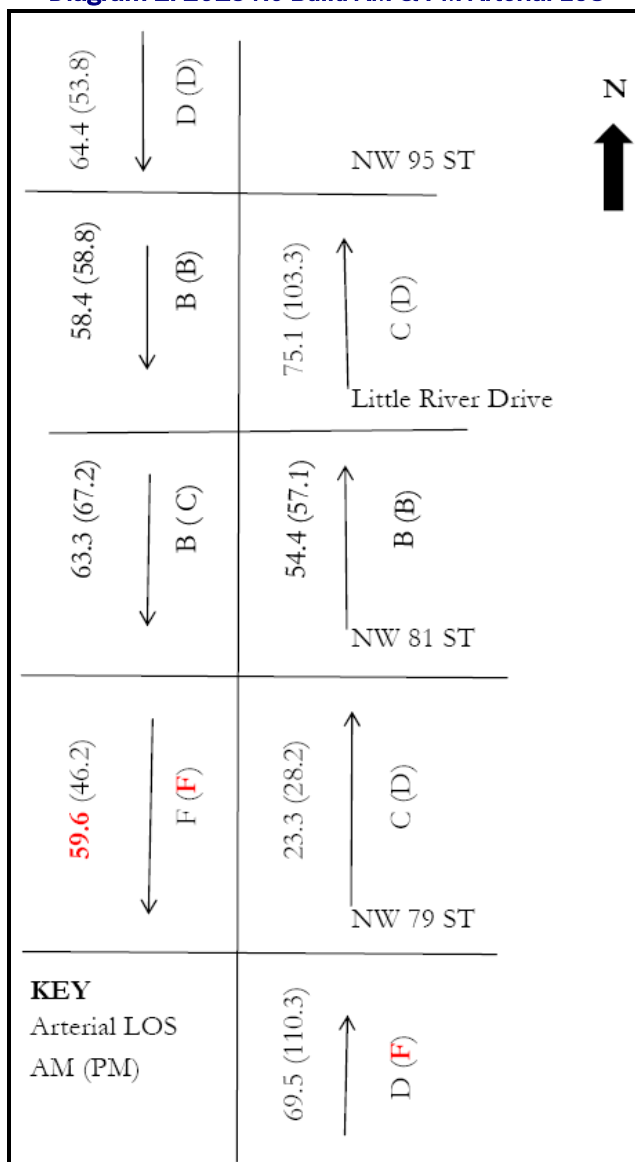 N
64.4 (53.8)
D (D)
NW 95 ST
58.4 (58.8)
B (B)
75.1 (103.3)
C (D)
Little River Drive
63.3 (67.2)
B (C)
54.4 (57.1)
B (B)
NW 81 ST
59.6 (46.2)
F (F)
23.3 (28.2)
C (D)
NW 79 ST
KEY
Arterial LOS
AM (PM)
69.5 (110.3)
D (F)